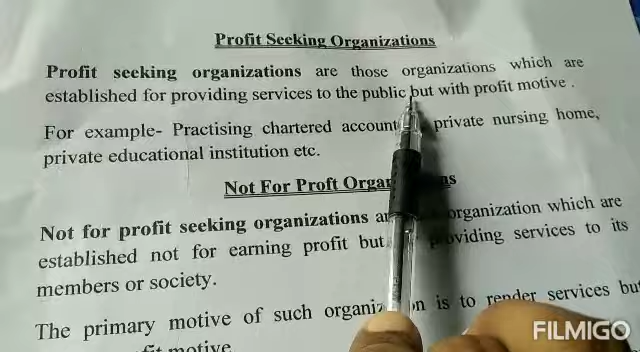 Profit Seeking Organizations
Profit seeking organizations are those organizations which are
established for providing services to the public but with profit motive .
For example- Practising chartered account private nursing home,
private educational institution etc.
Not For Proft Organ ns
Not for profit seeking organizations organization which are
established not for earning profit but providing services to its
members or society.
The primary motive of such organiz n is to render services but
motive
FILMIGO